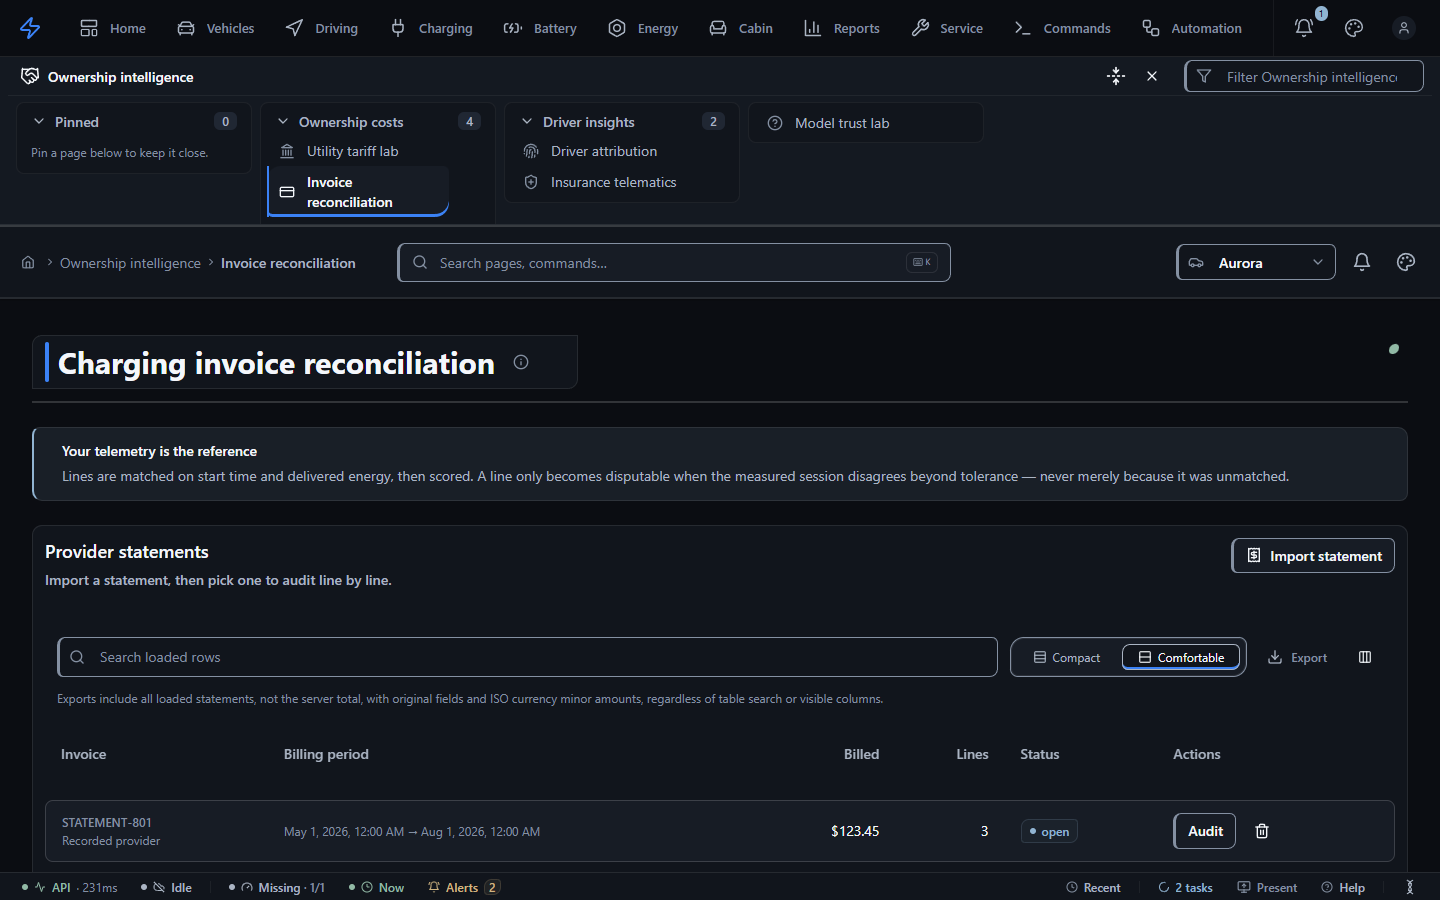 Home Vehicles Driving Charging Battery Energy Cabin Reports Service Commands Automation 1
Ownership intelligence
Filter Ownership intelligence
Pinned 0
Pin a page below to keep it close.
Ownership costs 4
Utility tariff lab
Invoice
reconciliation
Driver insights 2
Driver attribution
Insurance telematics
Model trust lab
Ownership intelligence Invoice reconciliation
Search pages, commands...
K
Aurora
Charging invoice reconciliation
Your telemetry is the reference
Lines are matched on start time and delivered energy, then scored. A line only becomes disputable when the measured session disagrees beyond tolerance — never merely because it was unmatched.
Provider statements
Import a statement, then pick one to audit line by line.
Import statement
Search loaded rows
Compact Comfortable Export
Exports include all loaded statements, not the server total, with original fields and ISO currency minor amounts, regardless of table search or visible columns.
Invoice Billing period Billed Lines Status Actions
STATEMENT-801
Recorded provider
May 1, 2026, 12:00 AM → Aug 1, 2026, 12:00 AM
$123.45 3 open Audit
API · 231ms Idle Missing · 1/1 Now Alerts 2 Recent 2 tasks Present Help